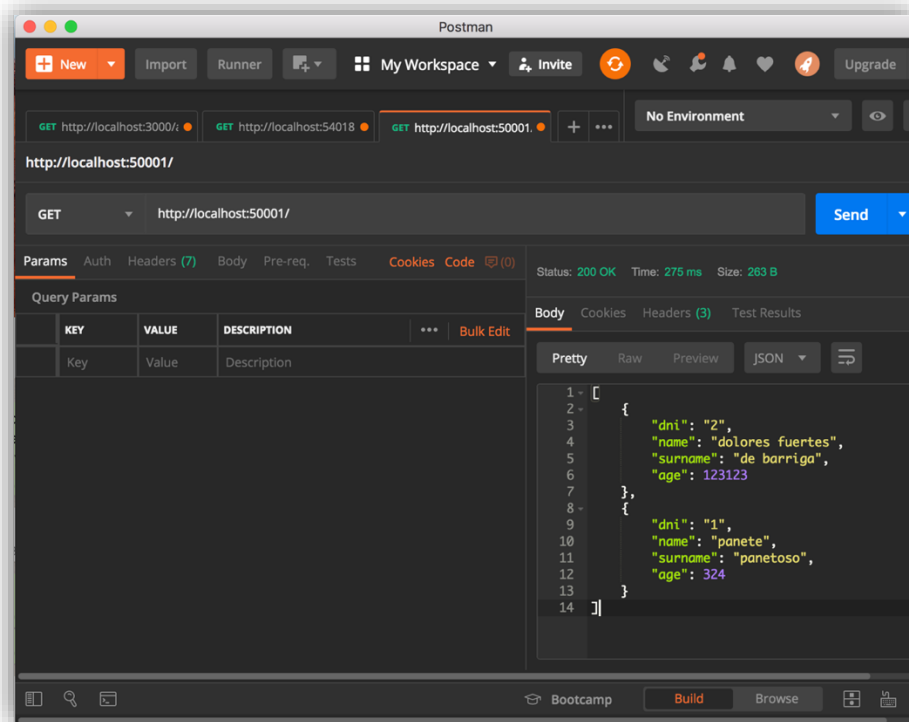 Postman
New Import Runner My Workspace Invite Upgrade
GET http://localhost:3000/a GET http://localhost:54018 GET http://localhost:50001. No Environment
http://localhost:50001/
GET http://localhost:50001/ Send
Params Auth Headers (7) Body Pre-req. Tests Cookies Code (0)
Status: 200 OK Time: 275 ms Size: 263 B
Query Params
Body Cookies Headers (3) Test Results
KEY VALUE DESCRIPTION Bulk Edit
Key Value Description
Pretty Raw Preview JSON
1 [
2 {
3 "dni": "2",
4 "name": "dolores fuertes",
5 "surname": "de barriga",
6 "age": 123123
7 },
8 {
9 "dni": "1",
10 "name": "panete",
11 "surname": "panetoso",
12 "age": 324
13 }
14 ]
Bootcamp Build Browse